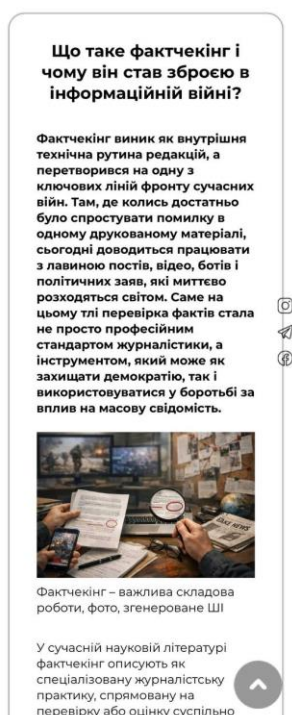 Що таке фактчекінг і
чому він став зброєю в
інформаційній війні?
Фактчекінг виник як внутрішня
технічна рутина редакцій, а
перетворився на одну з
ключових ліній фронту сучасних
війн. Там, де колись достатньо
було спростувати помилку в
одному друкованому матеріалі,
сьогодні доводиться працювати
з лавиною постів, відео, ботів і
політичних заяв, які миттєво
розходяться світом. Саме на
цьому тлі перевірка фактів стала
не просто професійним
стандартом журналістики, а
інструментом, який може як
захищати демократію, так і
використовуватися у боротьбі за
вплив на масову свідомість.
FAKE NEWS
Фактчекінг – важлива складова
роботи, фото, згенероване ШІ
У сучасній науковій літературі
фактчекінг описують як
спеціалізовану журналістську
практику, спрямовану на
перевірку або оцінку суспільно